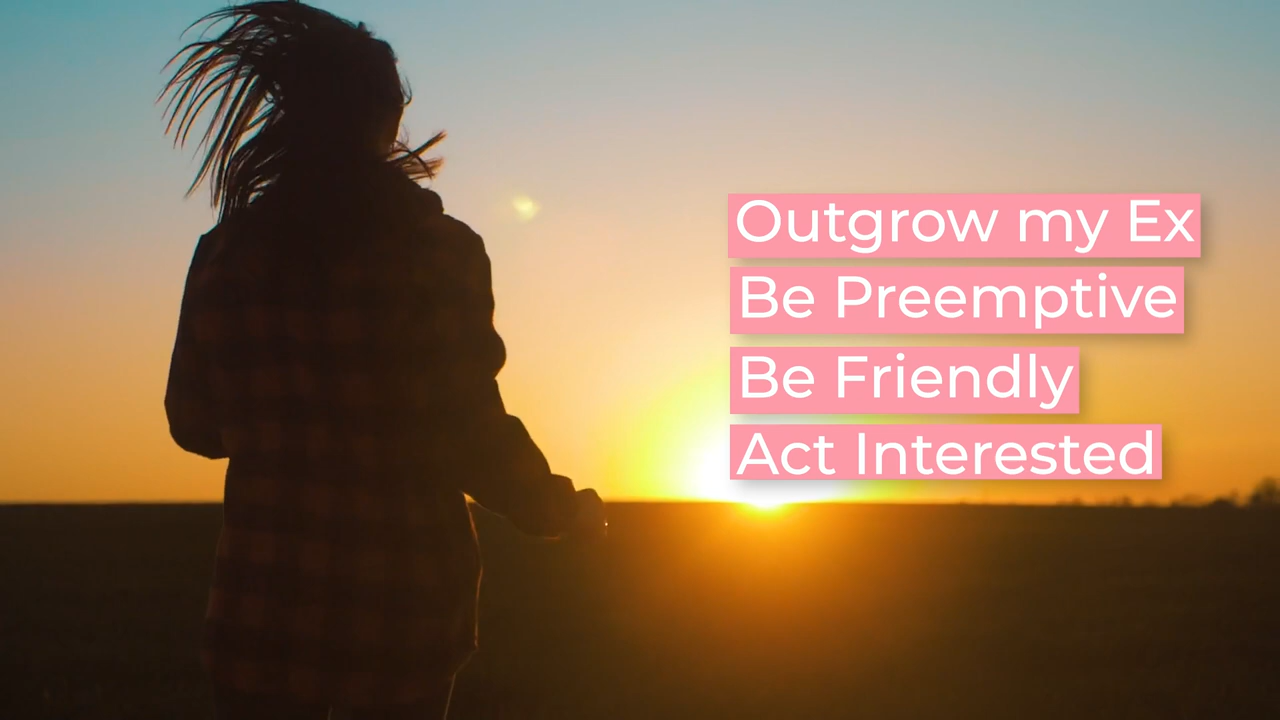 Outgrow my Ex
Be Preemptive
Be Friendly
Act Interested